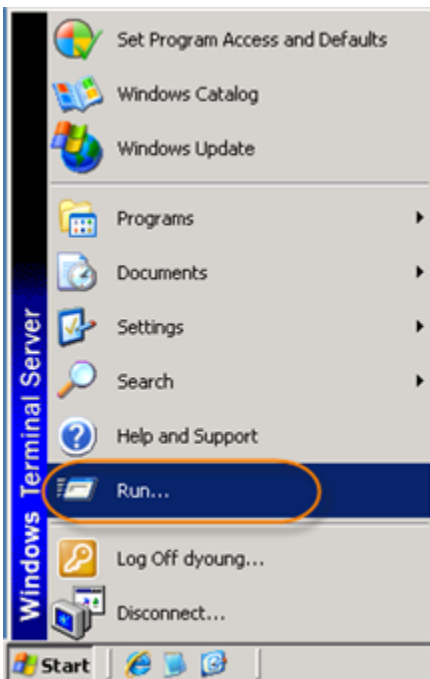 Set Program Access and Defaults
Windows Catalog
Windows Update
Programs
Documents
Settings
Search
Help and Support
Run...
Log Off dyoung...
Disconnect...
Windows Terminal Server
Start